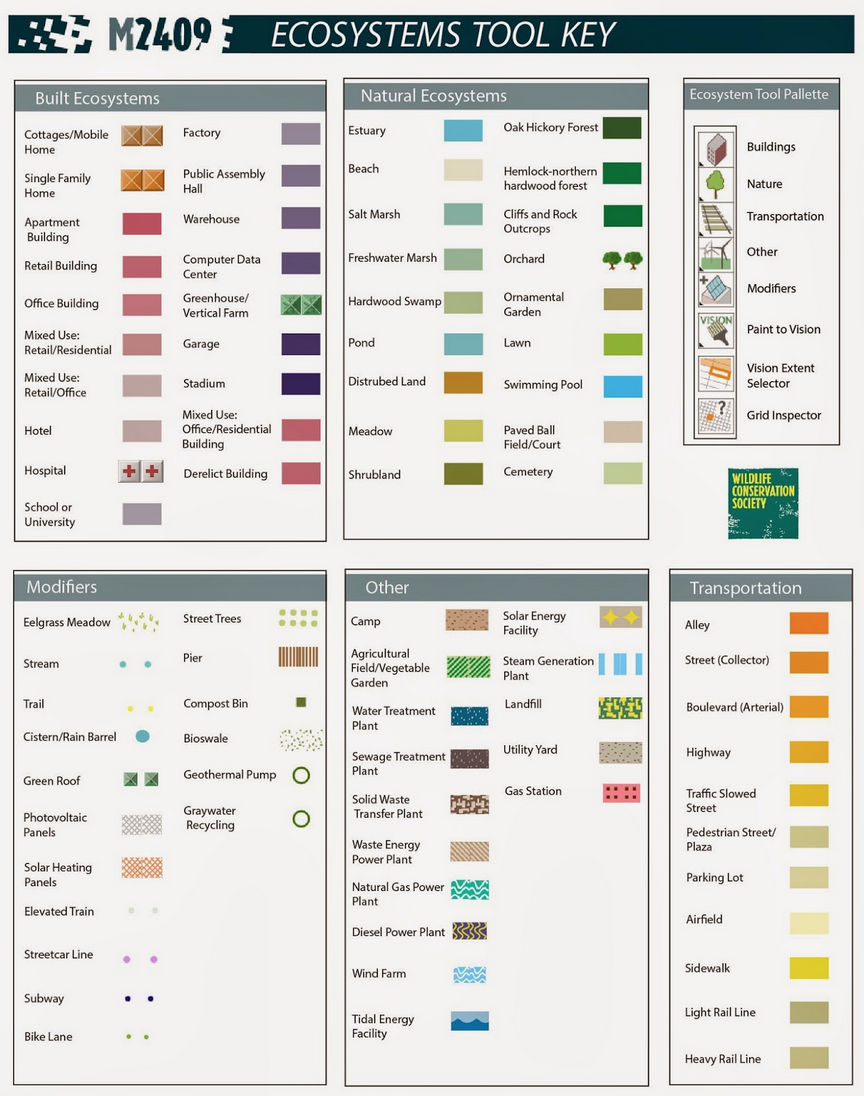 M2409
ECOSYSTEMS TOOL KEY
Built Ecosystems
Cottages/Mobile
Home
Single Family
Home
Apartment
Building
Retail Building
Office Building
Mixed Use:
Retail/Residential
Mixed Use:
Retail/Office
Hotel
Hospital
School or
University
Factory
Public Assembly
Hall
Warehouse
Computer Data
Center
Greenhouse/
Vertical Farm
Garage
Stadium
Mixed Use:
Office/Residential
Building
Derelict Building
Natural Ecosystems
Estuary
Beach
Salt Marsh
Freshwater Marsh
Hardwood Swamp
Pond
Distrubed Land
Meadow
Shrubland
Oak Hickory Forest
Hemlock-northern
hardwood forest
Cliffs and Rock
Outcrops
Orchard
Ornamental
Garden
Lawn
Swimming Pool
Paved Ball
Field/Court
Cemetery
Ecosystem Tool Pallette
Buildings
Nature
Transportation
Other
Modifiers
VISION
Paint to Vision
Vision Extent
Selector
?
Grid Inspector
WILDLIFE
CONSERVATION
SOCIETY
Modifiers
Eelgrass Meadow
Stream
Trail
Cistern/Rain Barrel
Green Roof
Photovoltaic
Panels
Solar Heating
Panels
Elevated Train
Streetcar Line
Subway
Bike Lane
Street Trees
Pier
Compost Bin
Bioswale
Geothermal Pump
Graywater
Recycling
Other
Camp
Agricultural
Field/Vegetable
Garden
Water Treatment
Plant
Sewage Treatment
Plant
Solid Waste
Transfer Plant
Waste Energy
Power Plant
Natural Gas Power
Plant
Diesel Power Plant
Wind Farm
Tidal Energy
Facility
Solar Energy
Facility
Steam Generation
Plant
Landfill
Utility Yard
Gas Station
Transportation
Alley
Street (Collector)
Boulevard (Arterial)
Highway
Traffic Slowed
Street
Pedestrian Street/
Plaza
Parking Lot
Airfield
Sidewalk
Light Rail Line
Heavy Rail Line